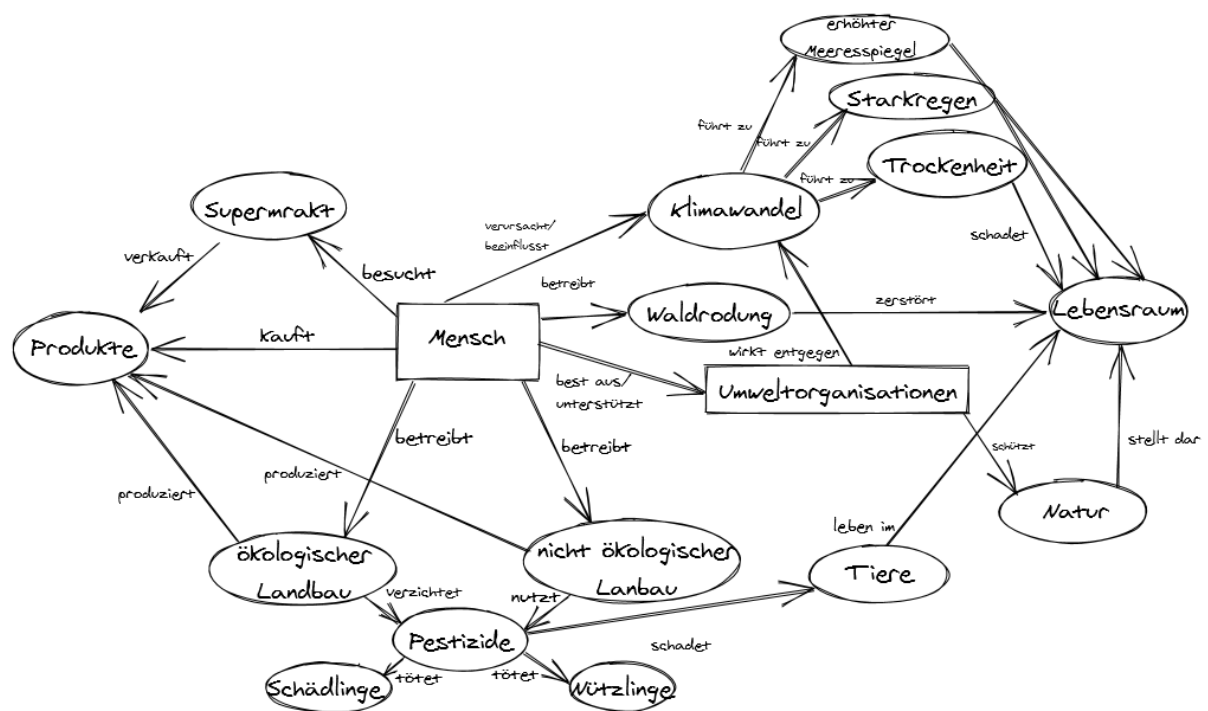 erhöhter
Meeresspiegel
Starkregen
führt zu
führt zu
Trockenheit
führt zu
Supermrakt
Klimawandel
verursacht/
beeinflusst
schadet
verkauft
besucht
betreibt
zerstört
Lebensraum
Waldrodung
Produkte
kauft
Mensch
wirkt entgegen
best aus/
unterstützt
Umweltorganisationen
betreibt
betreibt
schützt
stellt dar
produziert
produziert
Natur
leben im
ökologischer
Landbau
nicht ökologischer
Lanbau
Tiere
verzichtet
nutzt
Pestizide
schadet
tötet
tötet
Schädlinge
Nützlinge